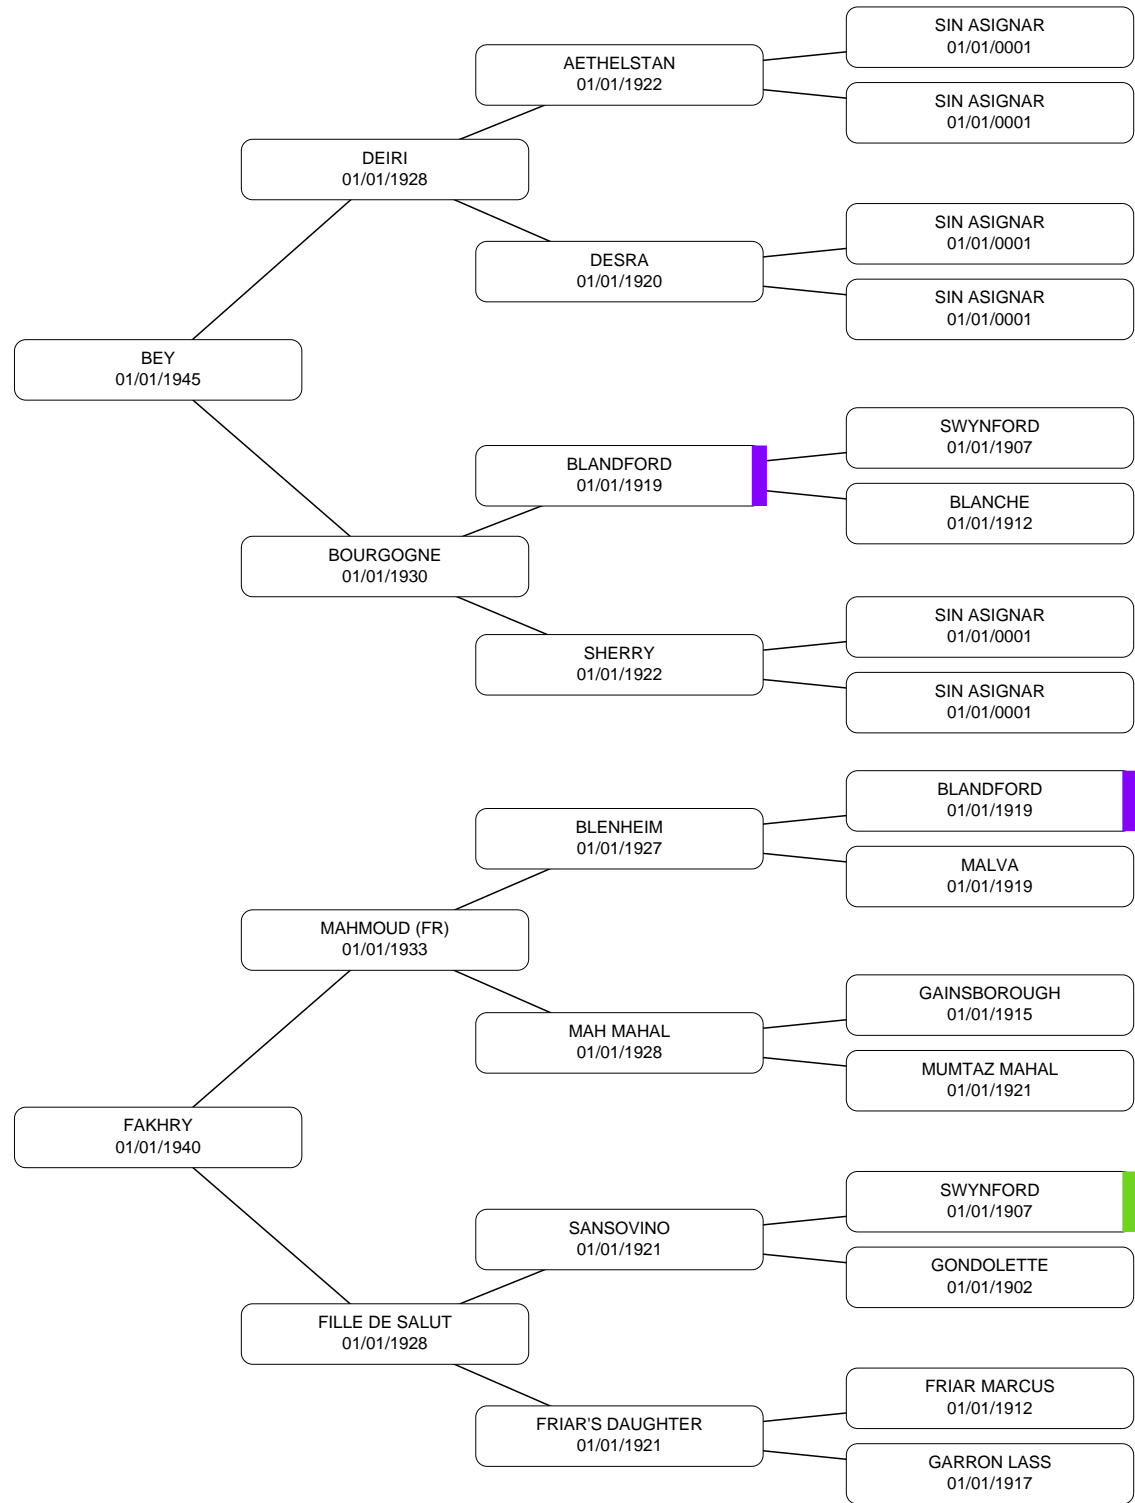 SIN ASIGNAR
01/01/0001
AETHELSTAN
01/01/1922
SIN ASIGNAR
01/01/0001
DEIRI
01/01/1928
SIN ASIGNAR
01/01/0001
DESRA
01/01/1920
SIN ASIGNAR
01/01/0001
BEY
01/01/1945
SWYNFORD
01/01/1907
BLANDFORD
01/01/1919
BLANCHE
01/01/1912
BOURGOGNE
01/01/1930
SIN ASIGNAR
01/01/0001
SHERRY
01/01/1922
SIN ASIGNAR
01/01/0001
BLANDFORD
01/01/1919
BLENHEIM
01/01/1927
MALVA
01/01/1919
MAHMOUD (FR)
01/01/1933
GAINSBOROUGH
01/01/1915
MAH MAHAL
01/01/1928
MUMTAZ MAHAL
01/01/1921
FAKHRY
01/01/1940
SWYNFORD
01/01/1907
SANSOVINO
01/01/1921
GONDOLETTE
01/01/1902
FILLE DE SALUT
01/01/1928
FRIAR MARCUS
01/01/1912
FRIAR'S DAUGHTER
01/01/1921
GARRON LASS
01/01/1917